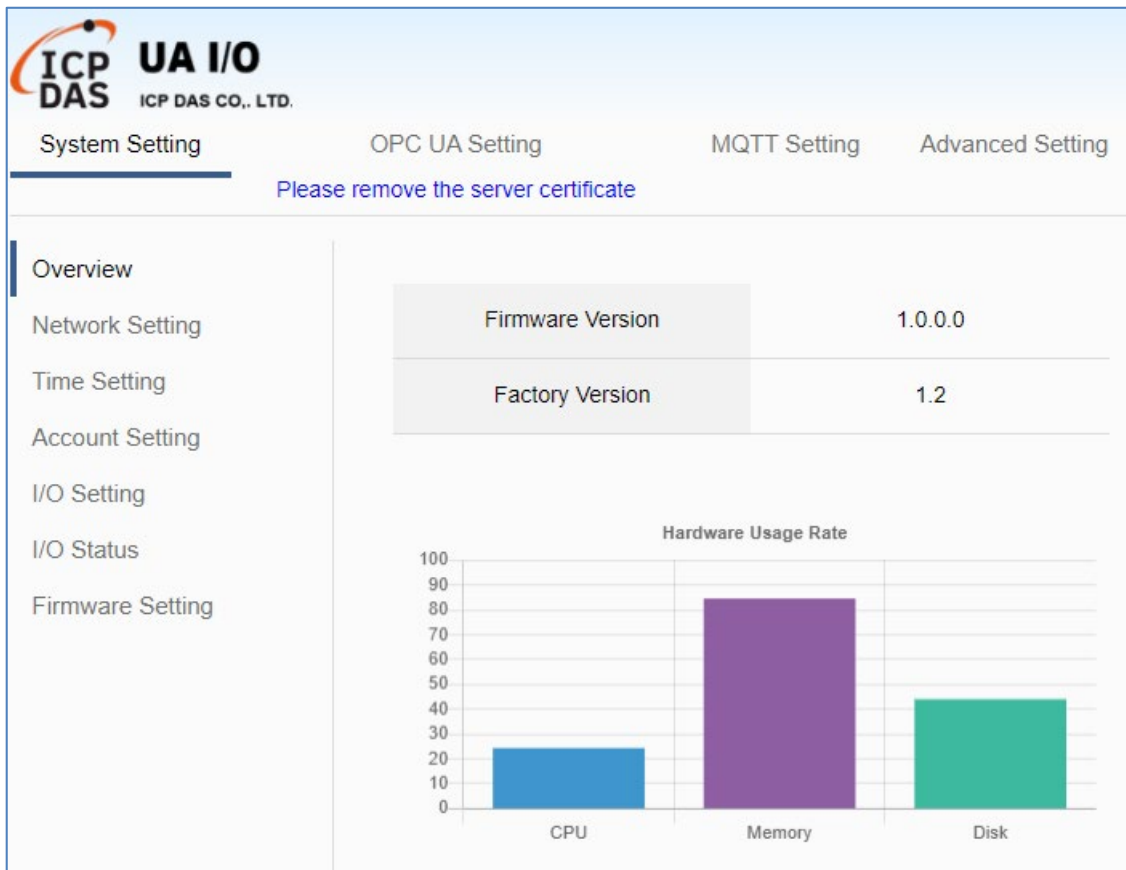 ICP
DAS
UA I/O
ICP DAS CO,. LTD.
System Setting OPC UA Setting MQTT Setting Advanced Setting
Please remove the server certificate
Overview
Network Setting
Time Setting
Account Setting
I/O Setting
I/O Status
Firmware Setting
Firmware Version 1.0.0.0
Factory Version 1.2
Hardware Usage Rate
100
90
80
70
60
50
40
30
20
10
0
CPU Memory Disk